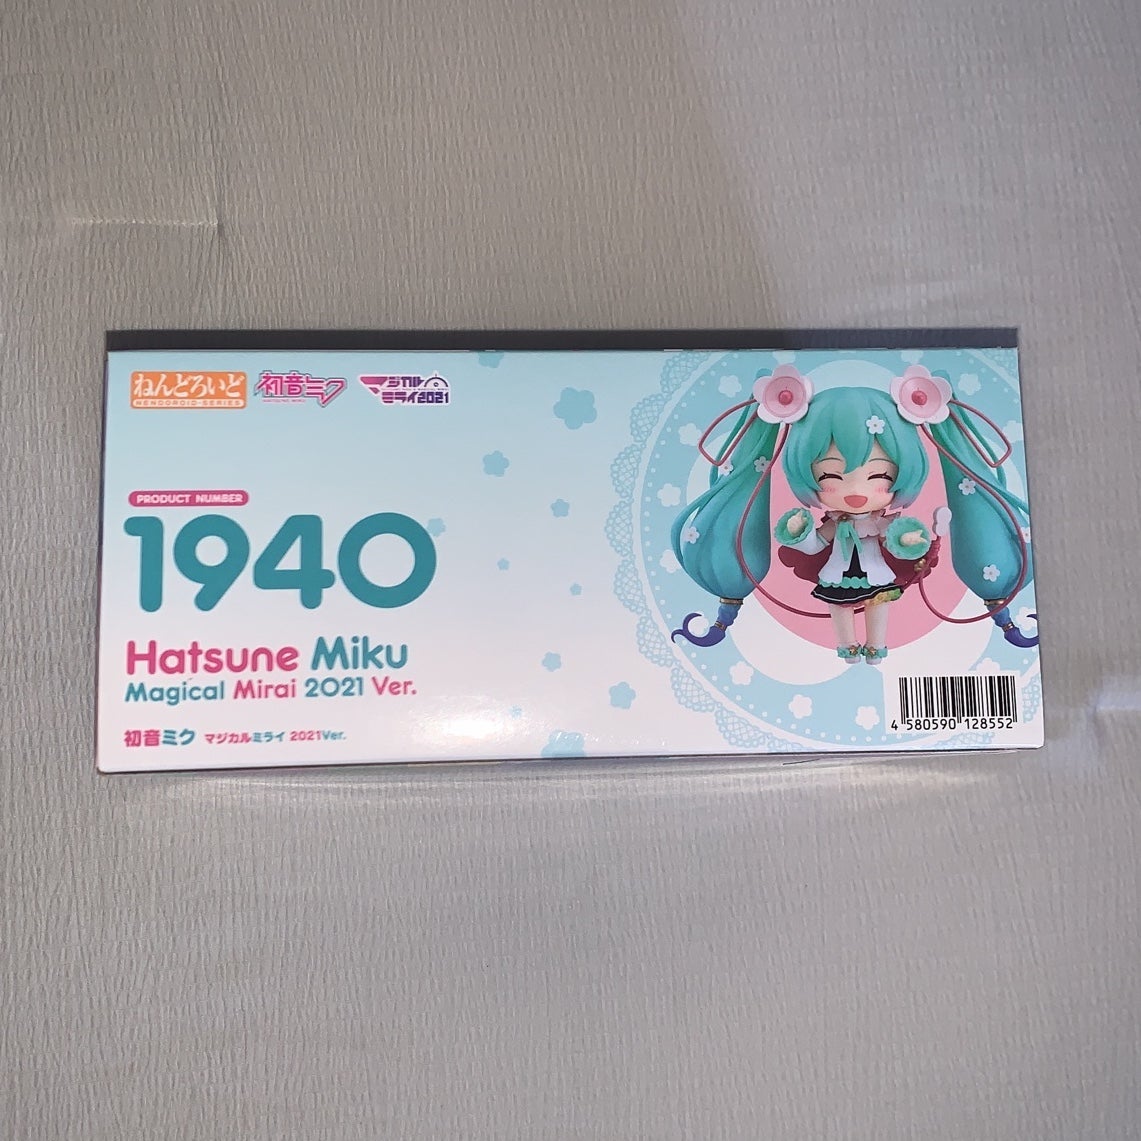 ねんどろいど
NENDOROID-SERIES
初音ミク
HATSUNE MIKU
マジカル
ミライ2021
PRODUCT NUMBER
1940
Hatsune Miku
Magical Mirai 2021 Ver.
初音ミク マジカルミライ 2021Ver.
4 580590 128552